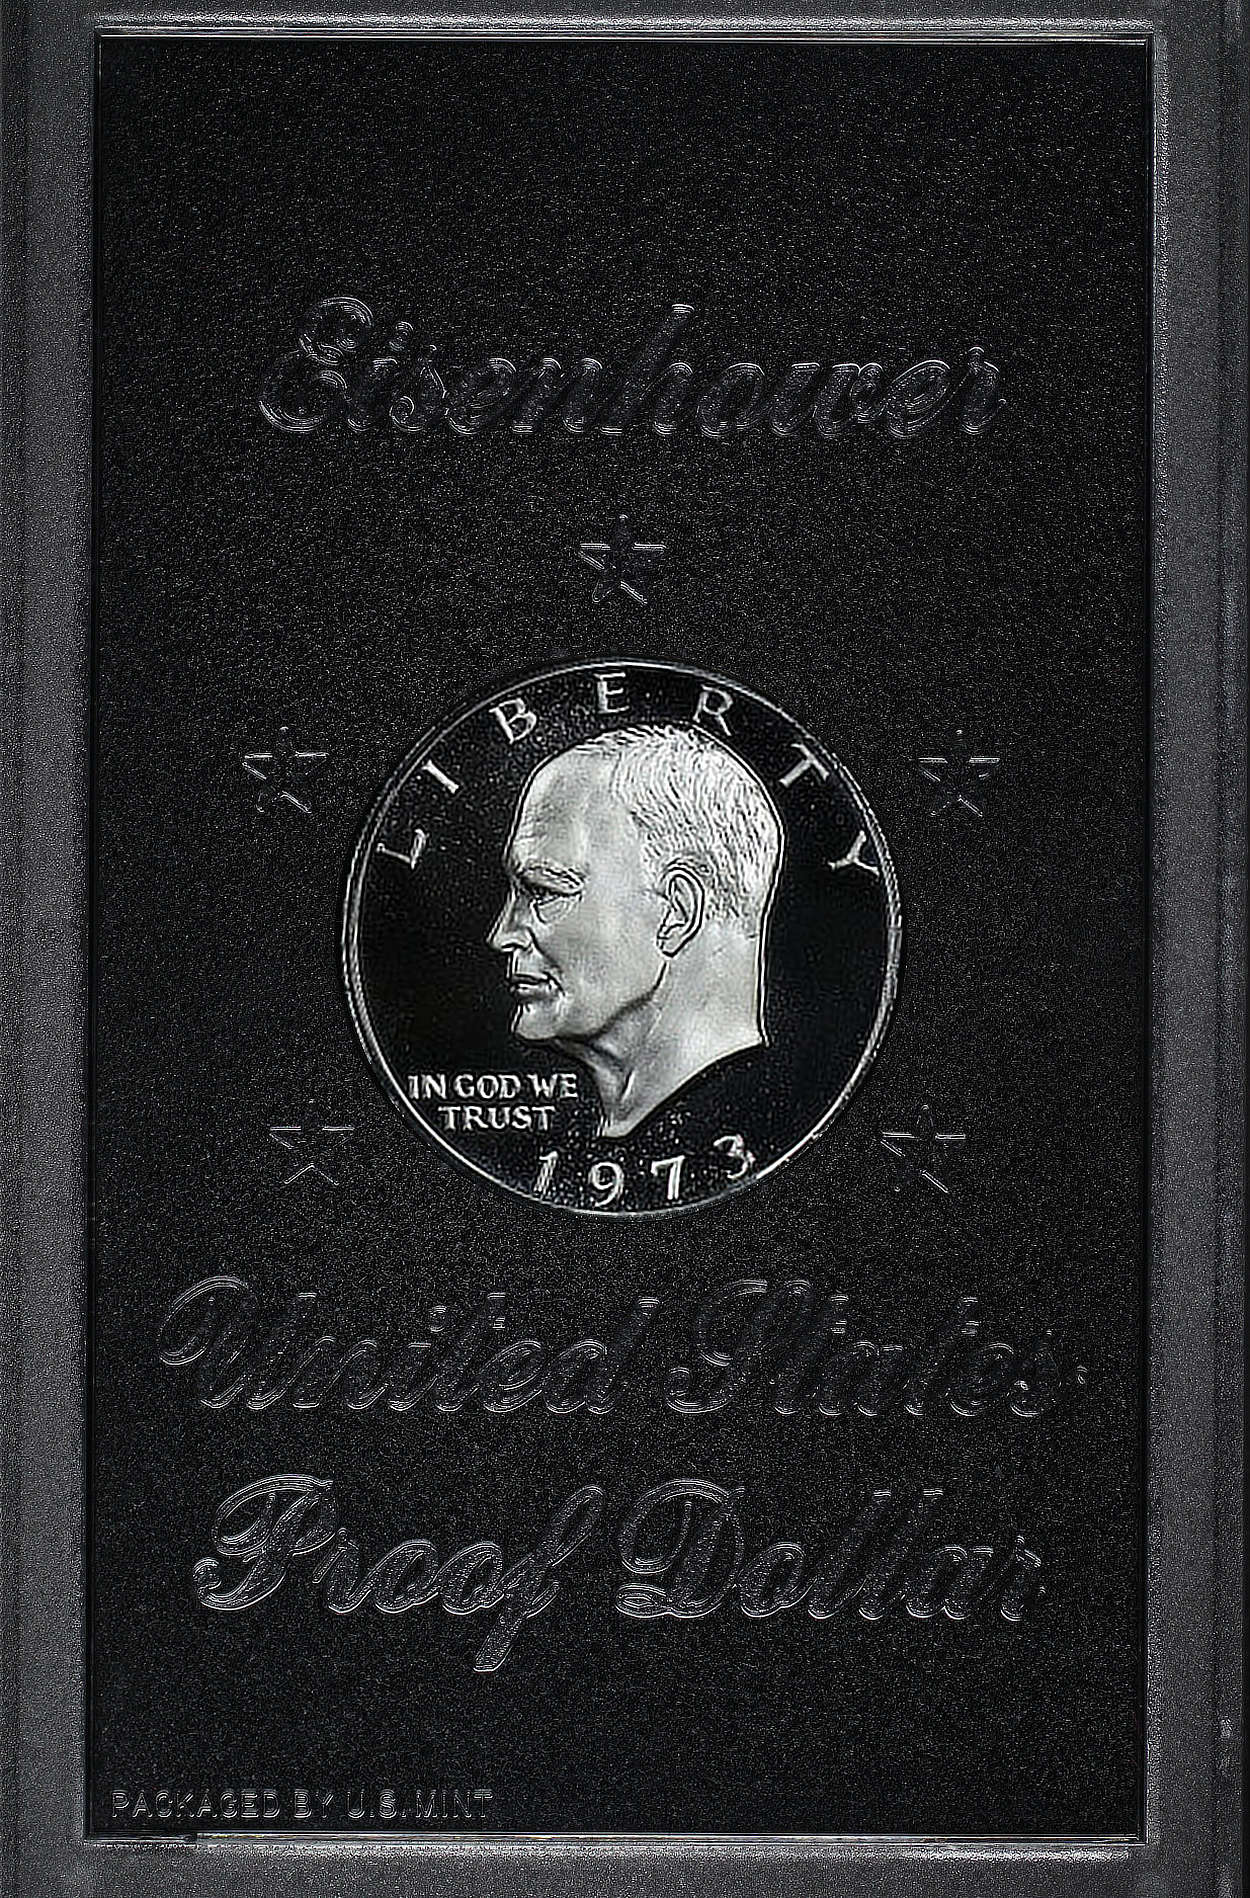 Eisenhower
LIBERTY
IN GOD WE
TRUST
1973
United States
Proof Dollar
PACKAGED BY U.S. MINT